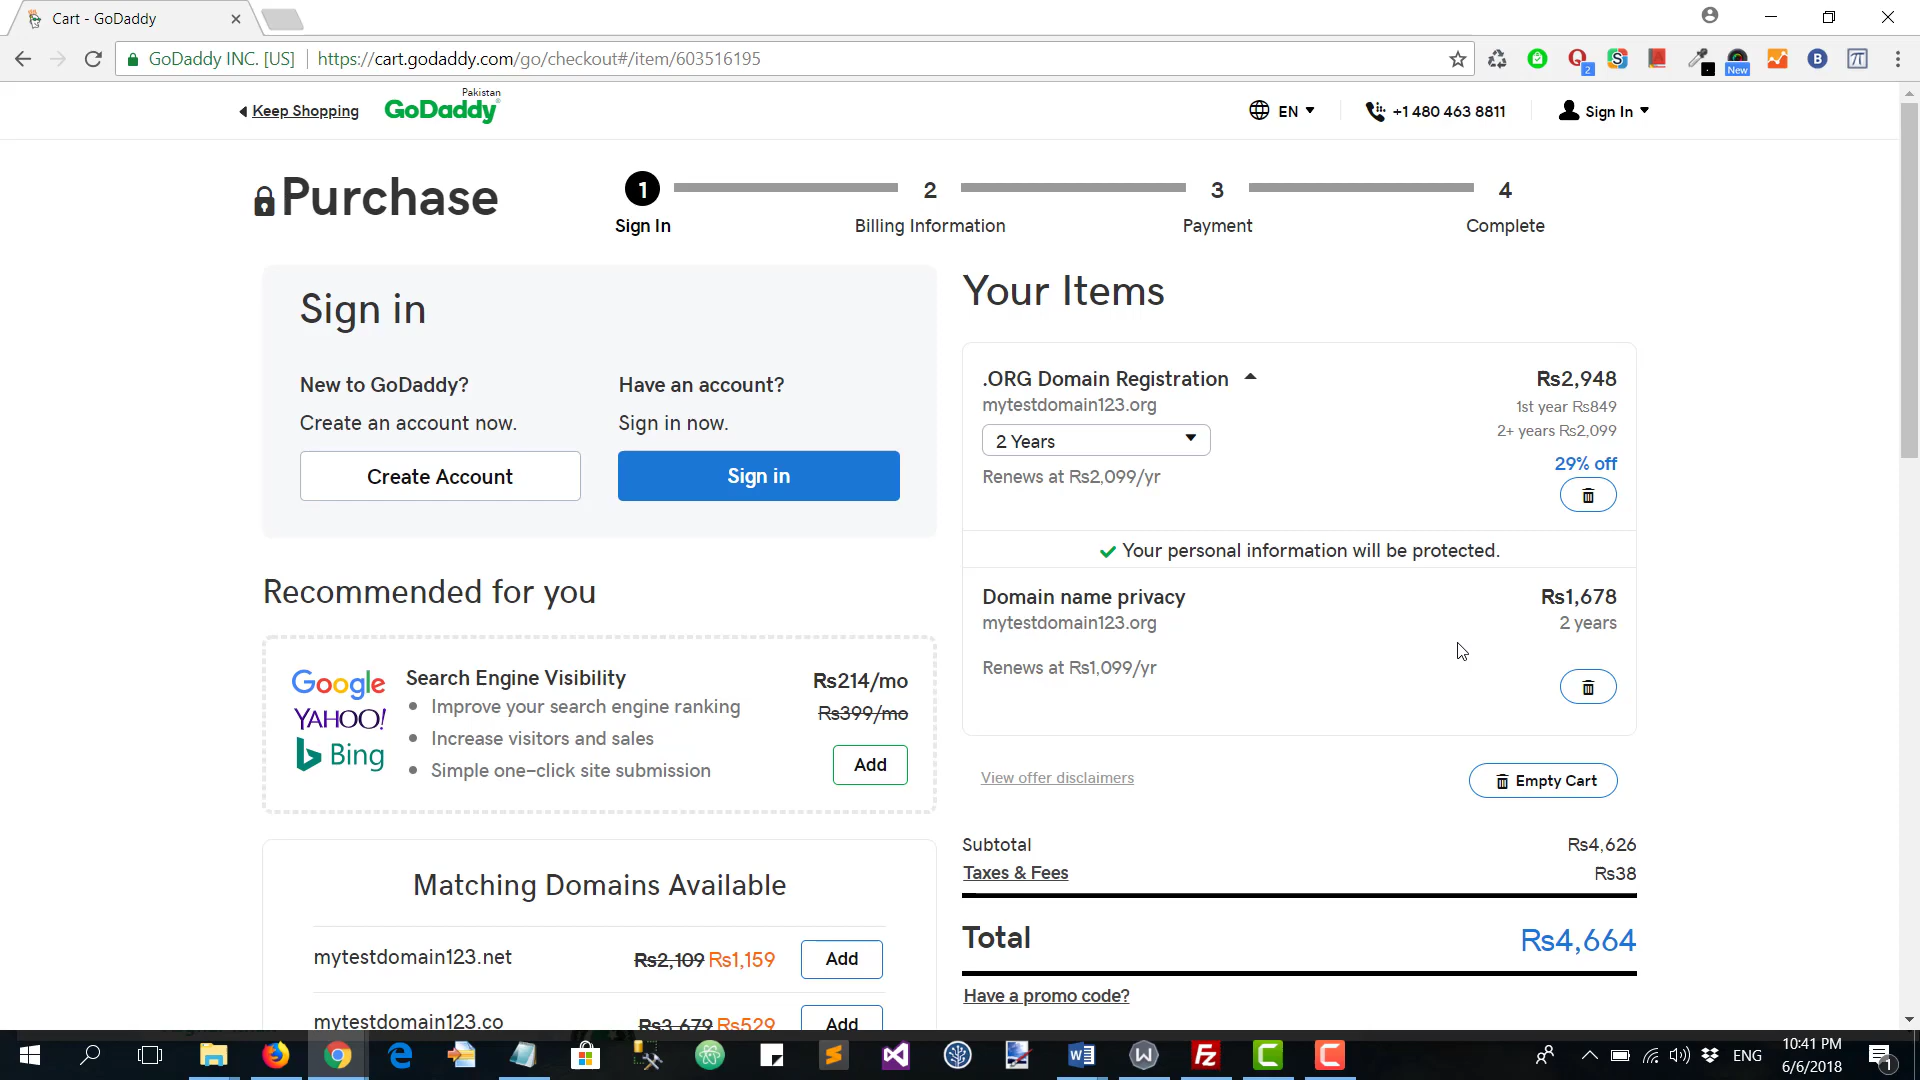 Cart - GoDaddy
GoDaddy INC. [US]
https://cart.godaddy.com/go/checkout#/item/603516195
2
New
Keep Shopping
Pakistan
GoDaddy
EN
+1 480 463 8811
Sign In
Purchase
1
2
3
4
Sign In
Billing Information
Payment
Complete
Sign in
New to GoDaddy?
Create an account now.
Create Account
Have an account?
Sign in now.
Sign in
Recommended for you
Google
YAHOO!
Bing
Search Engine Visibility
Improve your search engine ranking
Increase visitors and sales
Simple one-click site submission
Rs214/mo
Rs399/mo
Add
Matching Domains Available
mytestdomain123.net
Rs2,109 Rs1,159
Add
mytestdomain123.co
Rs3,679 Rs529
Add
Your Items
.ORG Domain Registration
mytestdomain123.org
2 Years
Renews at Rs2,099/yr
Rs2,948
1st year Rs849
2+ years Rs2,099
29% off
Your personal information will be protected.
Domain name privacy
mytestdomain123.org
Renews at Rs1,099/yr
Rs1,678
2 years
View offer disclaimers
Empty Cart
Subtotal
Rs4,626
Taxes & Fees
Rs38
Total
Rs4,664
Have a promo code?
ENG
10:41 PM
6/6/2018
1